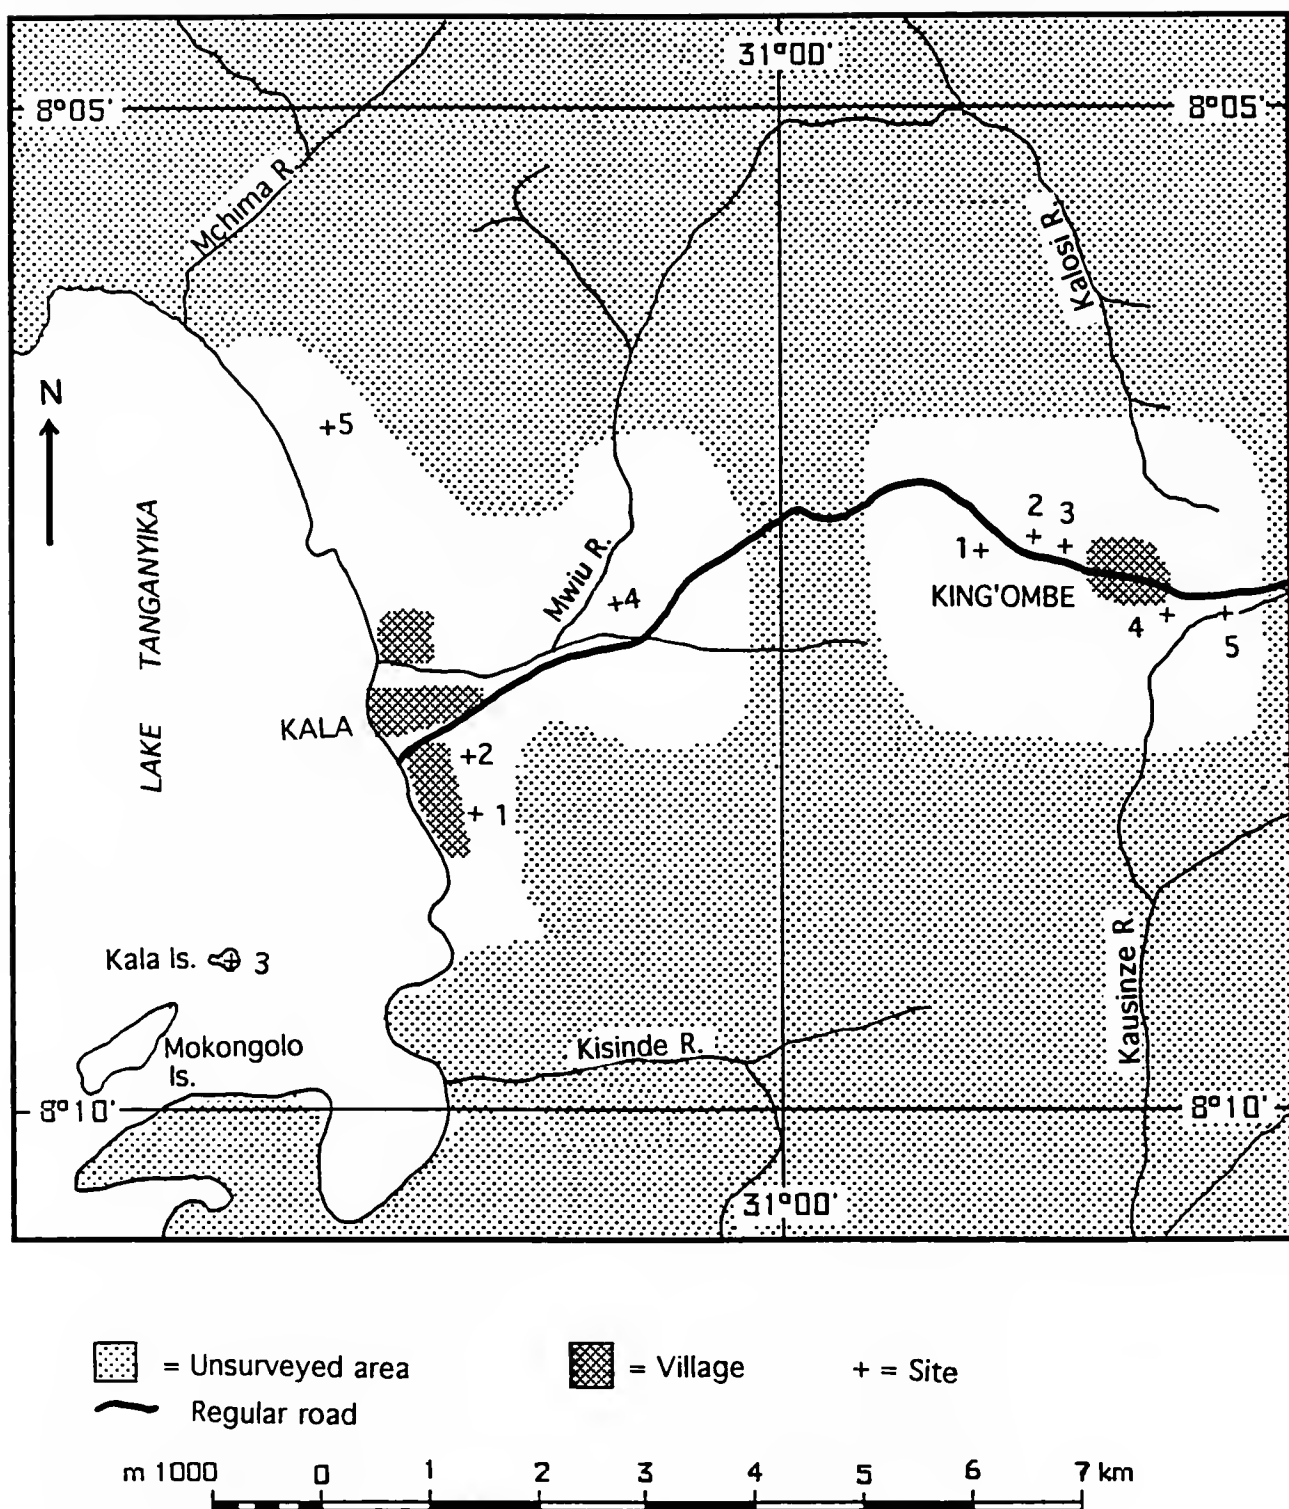 31°00'
8°05'
8°05'
Mchima R.
Kalosi R.
N
+5
2
3
1+
Mwiu R.
+4
KING'OMBE
4
5
LAKE TANGANYIKA
KALA
+2
+ 1
Kala Is.
3
Mokongolo
Is.
Kisinde R.
Kausinze R.
8°10'
8°10'
31°00'
= Unsurveyed area
= Village
+ = Site
Regular road
m 1000 0 1 2 3 4 5 6 7 km